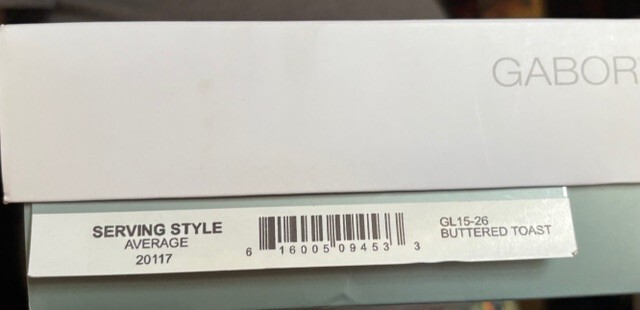 GABOR
SERVING STYLE
AVERAGE
20117
6 16005 09453 3
GL15-26
BUTTERED TOAST